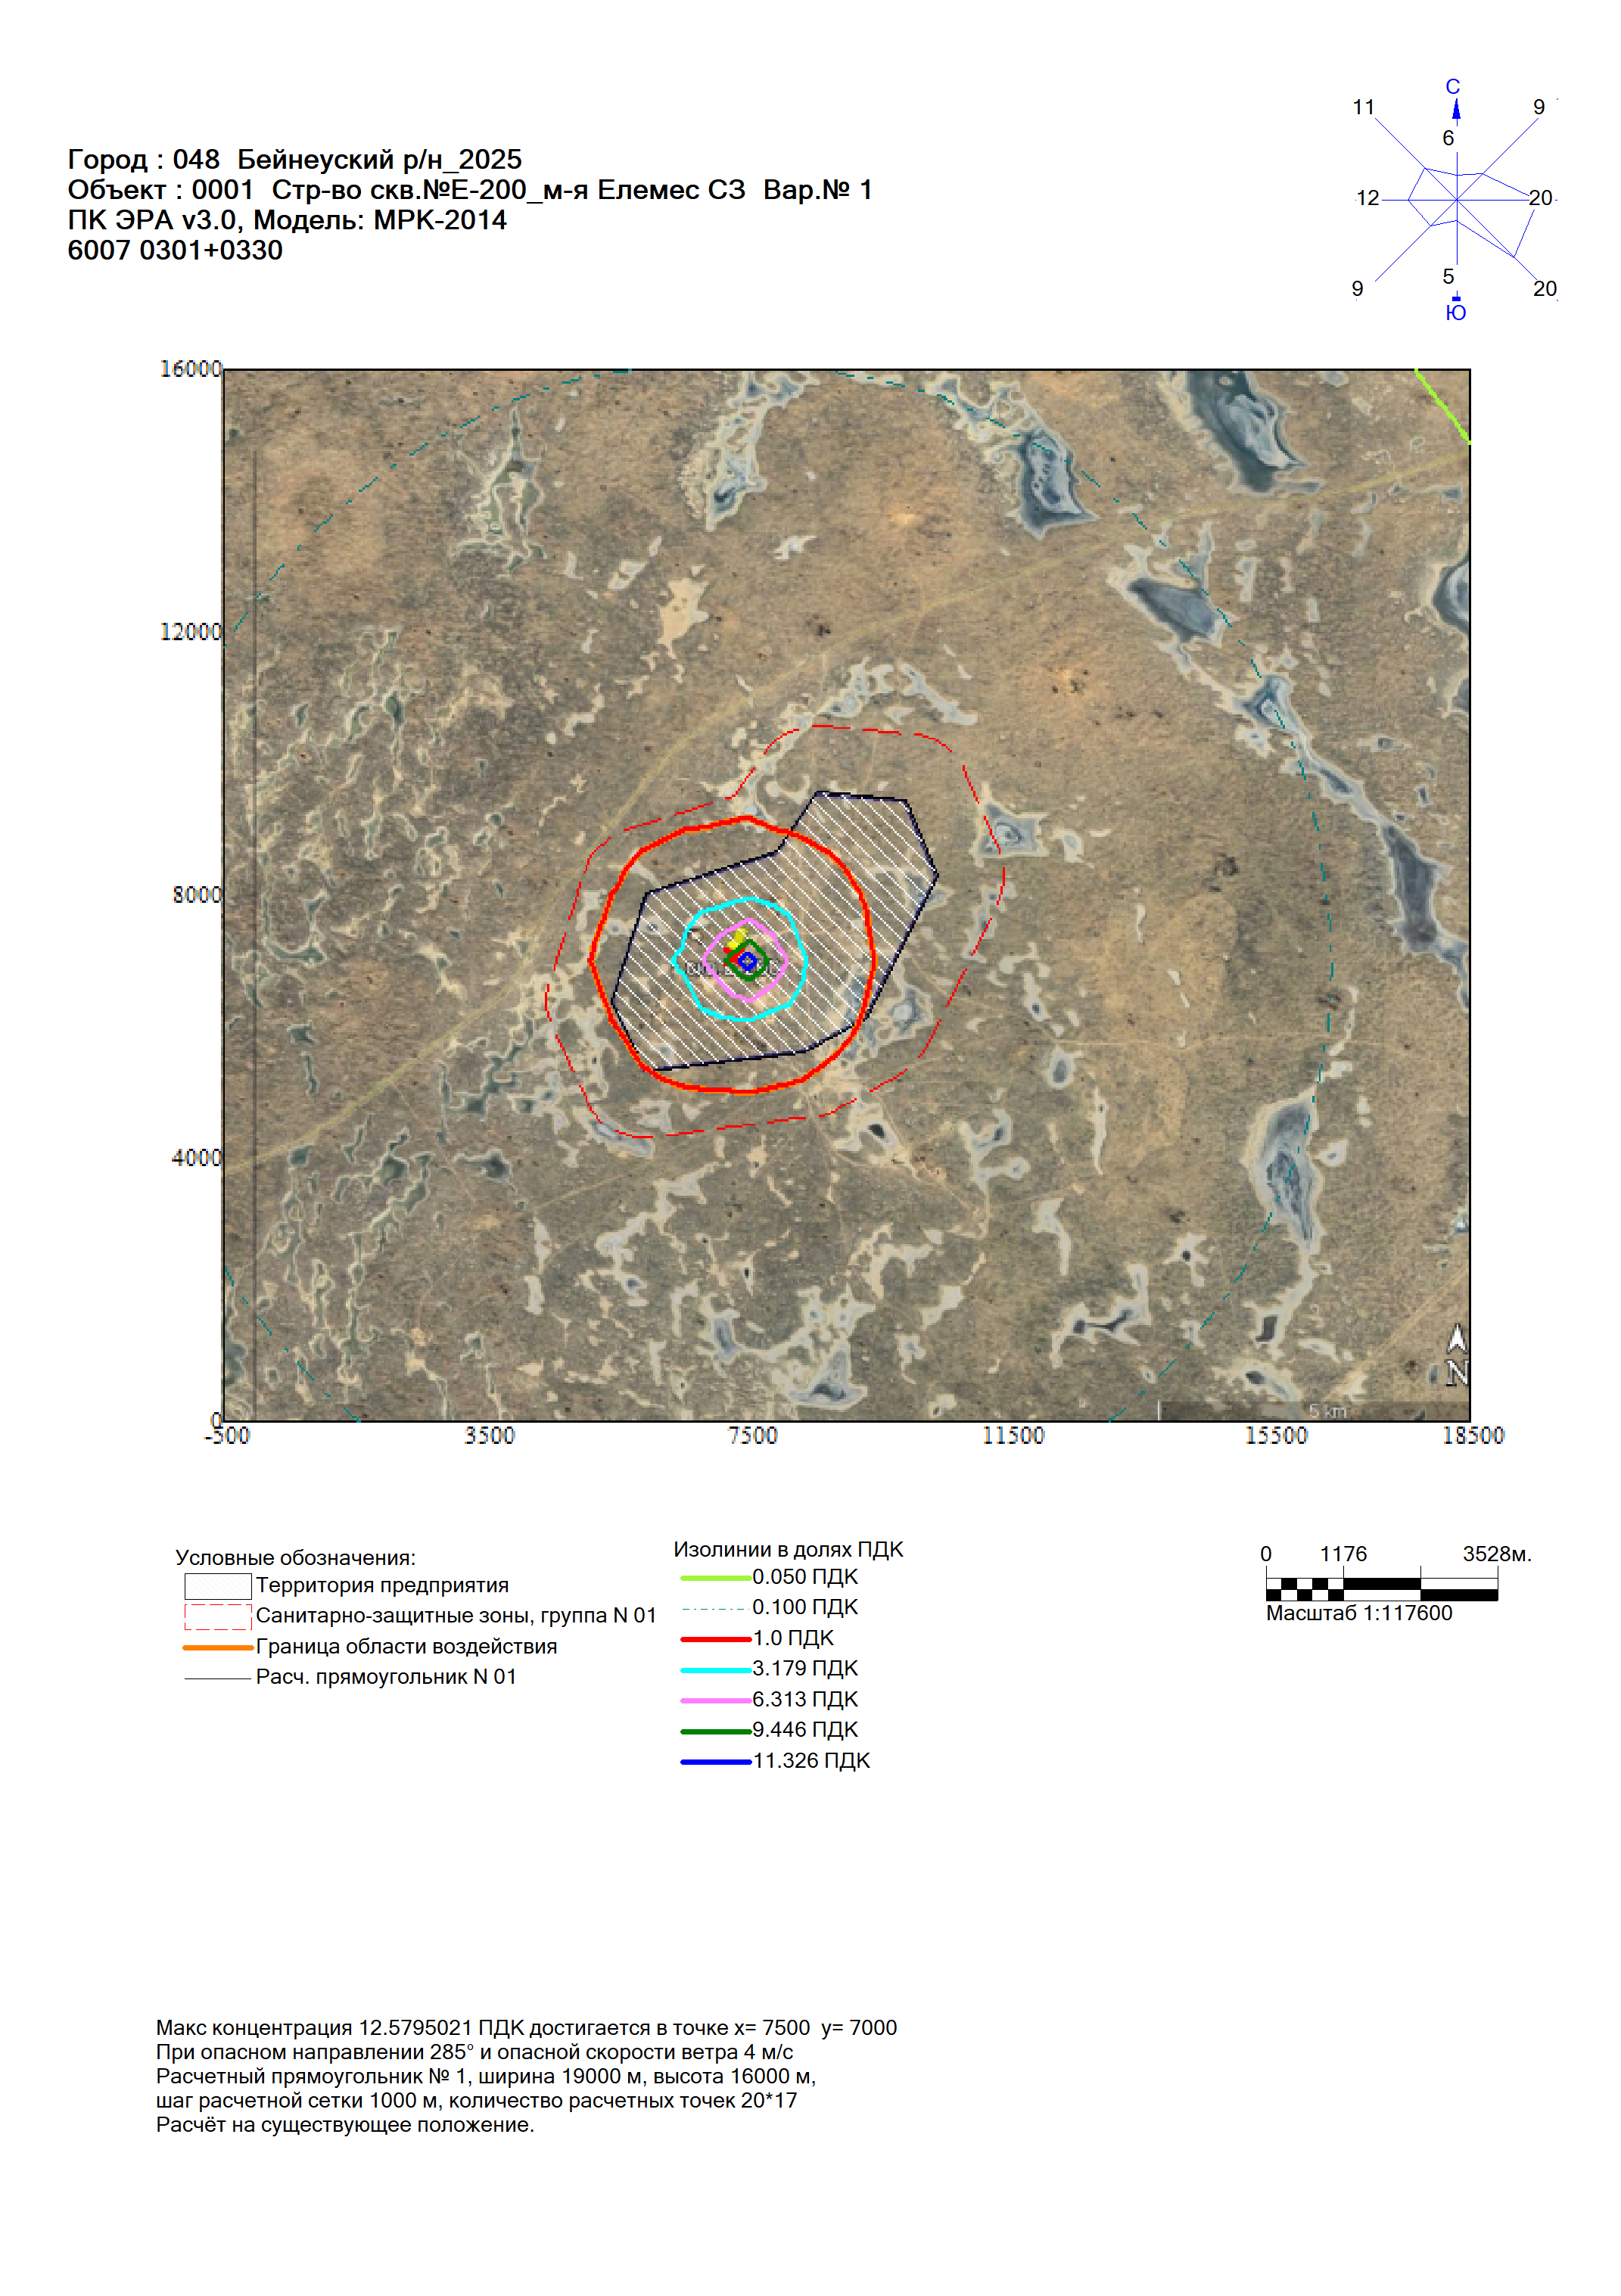 Город : 048 Бейнеуский р/н_2025
Объект : 0001 Стр-во скв.№Е-200_м-я Елемес СЗ Вар.№ 1
ПК ЭРА v3.0, Модель: МРК-2014
6007 0301+0330
С
11
9
6
12
20
5
9
20
Ю
16000
12000
8000
4000
0
-500
3500
7500
11500
15500
18500
N
5 km
Условные обозначения:
Территория предприятия
Санитарно-защитные зоны, группа N 01
Граница области воздействия
Расч. прямоугольник N 01
Изолинии в долях ПДК
0.050 ПДК
0.100 ПДК
1.0 ПДК
3.179 ПДК
6.313 ПДК
9.446 ПДК
11.326 ПДК
0 1176 3528м.
Масштаб 1:117600
Макс концентрация 12.5795021 ПДК достигается в точке x= 7500 y= 7000
При опасном направлении 285° и опасной скорости ветра 4 м/с
Расчетный прямоугольник № 1, ширина 19000 м, высота 16000 м,
шаг расчетной сетки 1000 м, количество расчетных точек 20*17
Расчёт на существующее положение.